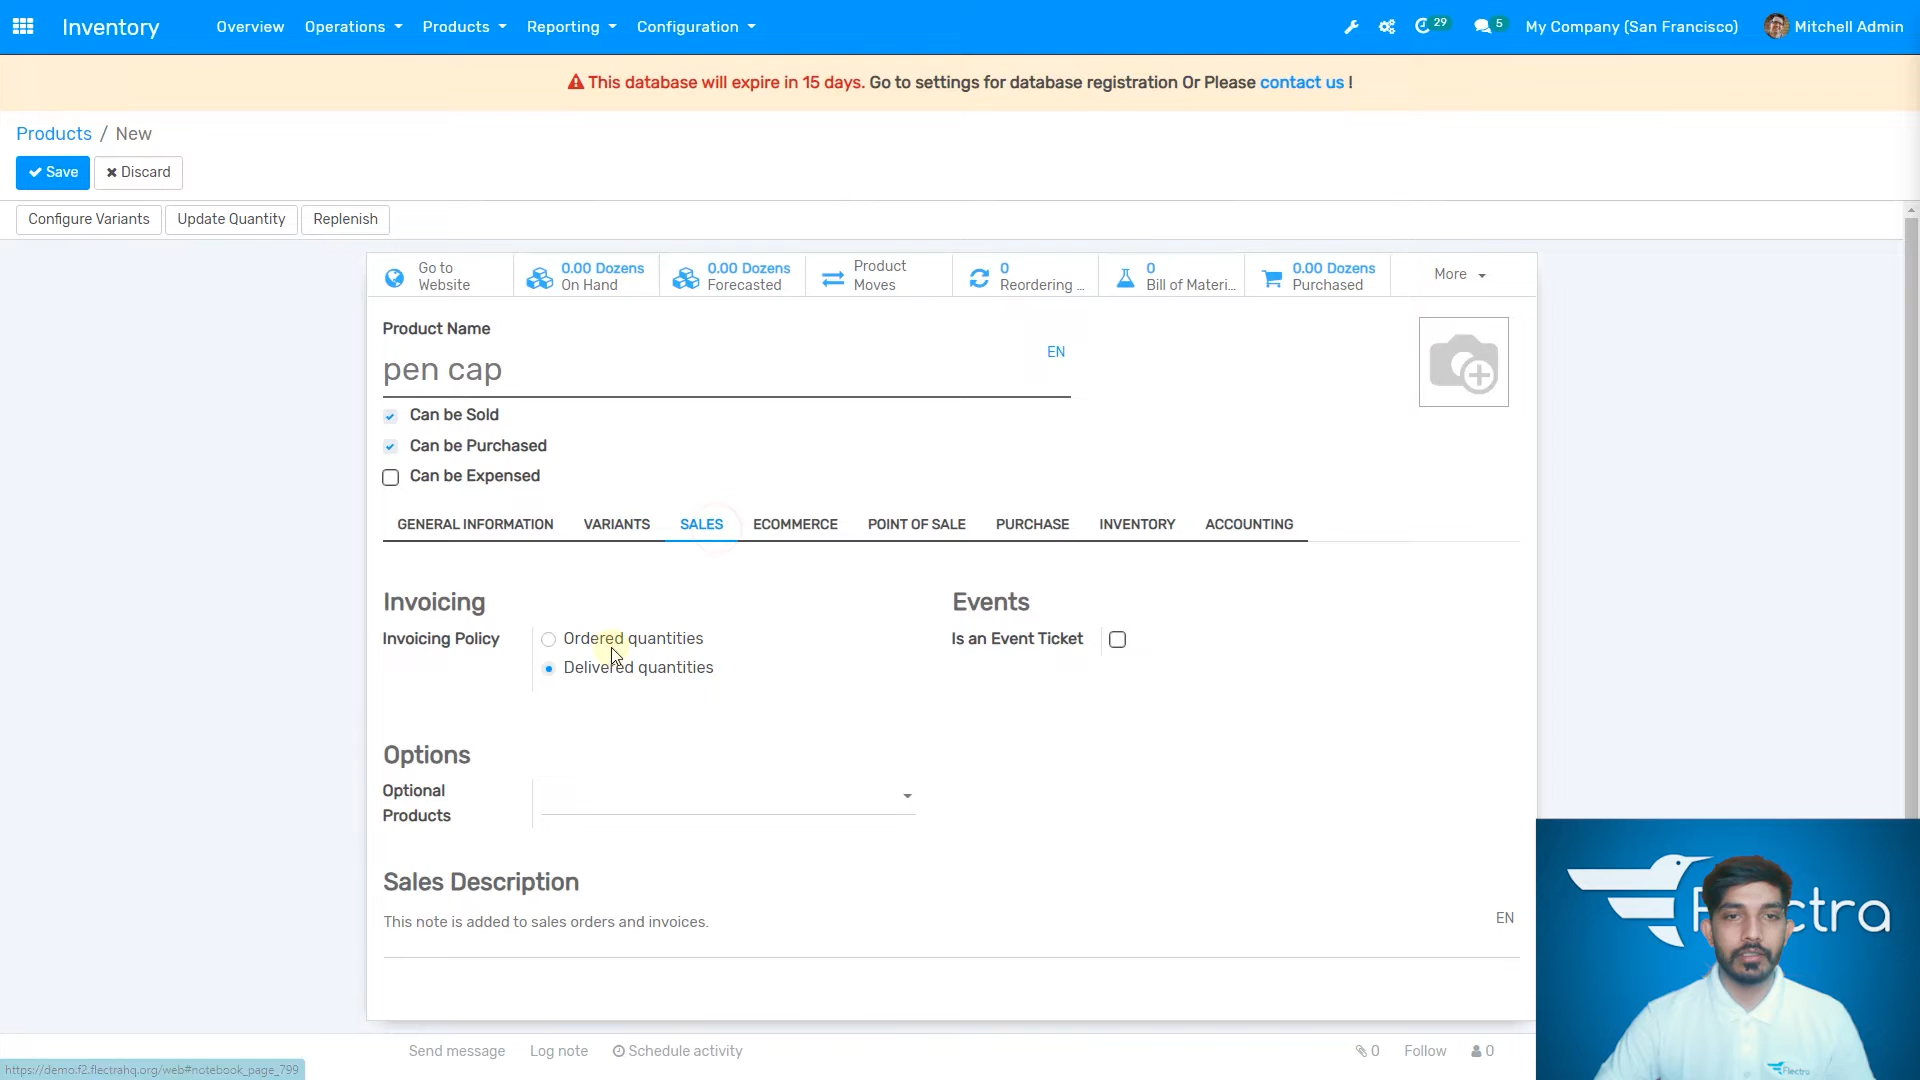 Inventory Overview Operations Products Reporting Configuration 29 5 My Company (San Francisco) Mitchell Admin
This database will expire in 15 days. Go to settings for database registration Or Please contact us !
Products / New
Save Discard
Configure Variants Update Quantity Replenish
Go to Website
0.00 Dozens On Hand
0.00 Dozens Forecasted
Product Moves
0 Reordering ...
0 Bill of Materi...
0.00 Dozens Purchased
More
Product Name
EN
pen cap
Can be Sold
Can be Purchased
Can be Expensed
GENERAL INFORMATION VARIANTS SALES ECOMMERCE POINT OF SALE PURCHASE INVENTORY ACCOUNTING
Invoicing
Invoicing Policy
Ordered quantities
Delivered quantities
Events
Is an Event Ticket
Options
Optional Products
Sales Description
This note is added to sales orders and invoices.
EN
Send message Log note Schedule activity 0 Follow 0
https://demo.f2.flectrahq.org/web#notebook_page_799
Flectra